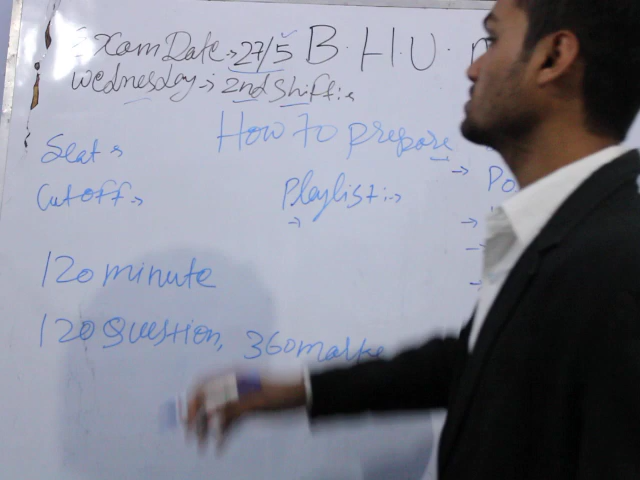 Exam Date → 27/5 B.H.U.
Wednesday → 2nd shift :-
How To prepare
Seat →
Cutoff →
Playlist :→
→
→ Po
→
120 minute
120 Question, 360 marks